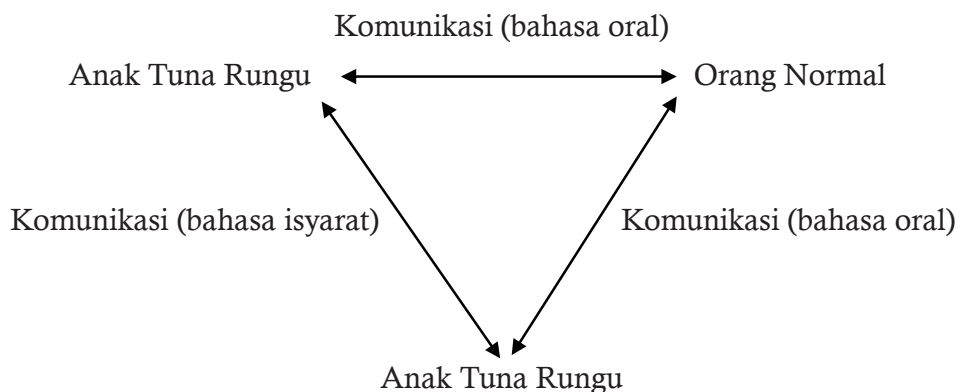 Komunikasi (bahasa oral)
Anak Tuna Rungu
Orang Normal
Komunikasi (bahasa isyarat)
Komunikasi (bahasa oral)
Anak Tuna Rungu